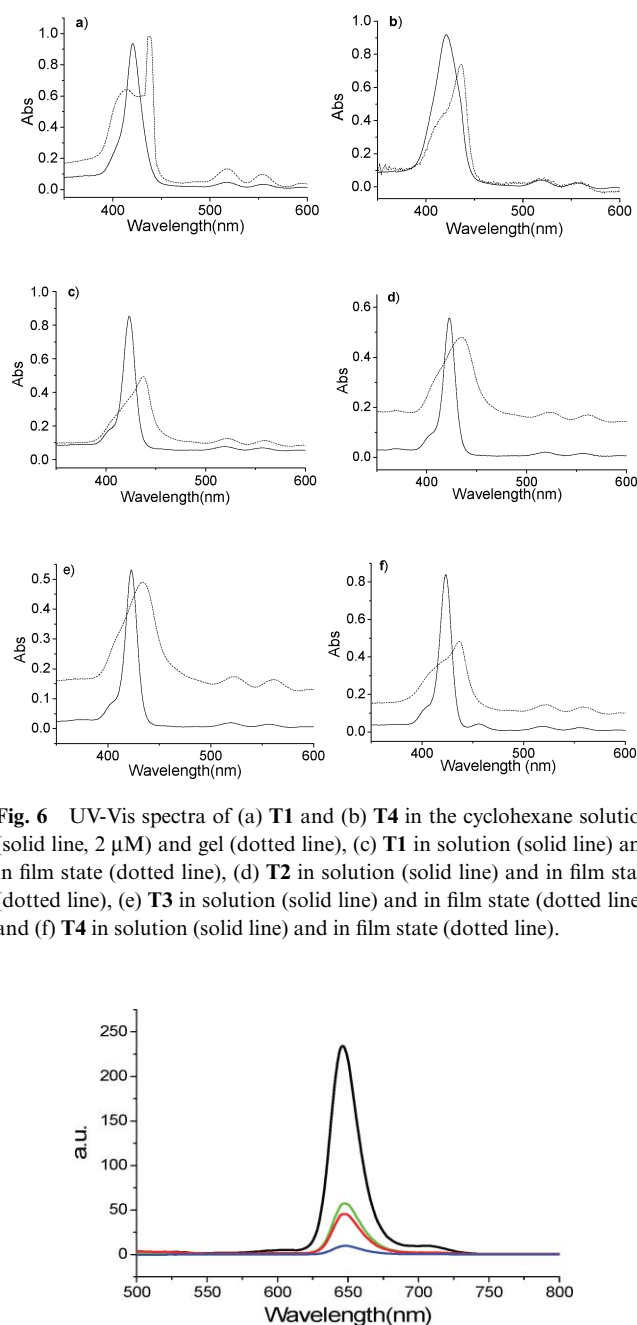 a)
Abs
1.0
0.8
0.6
0.4
0.2
0.0
400 500 600
Wavelength(nm)
b)
Abs
1.0
0.8
0.6
0.4
0.2
0.0
400 500 600
Wavelength(nm)
c)
Abs
1.0
0.8
0.6
0.4
0.2
0.0
400 500 600
Wavelength(nm)
d)
Abs
0.6
0.4
0.2
0.0
400 500 600
Wavelength(nm)
e)
Abs
0.5
0.4
0.3
0.2
0.1
0.0
400 500 600
Wavelength(nm)
f)
Abs
0.8
0.6
0.4
0.2
0.0
400 500 600
Wavelength(nm)
Fig. 6 UV-Vis spectra of (a) T1 and (b) T4 in the cyclohexane solutio
(solid line, 2 μM) and gel (dotted line), (c) T1 in solution (solid line) an
in film state (dotted line), (d) T2 in solution (solid line) and in film sta
(dotted line), (e) T3 in solution (solid line) and in film state (dotted line
and (f) T4 in solution (solid line) and in film state (dotted line).
a.u.
250
200
150
100
50
0
500 550 600 650 700 750 800
Wavelength(nm)